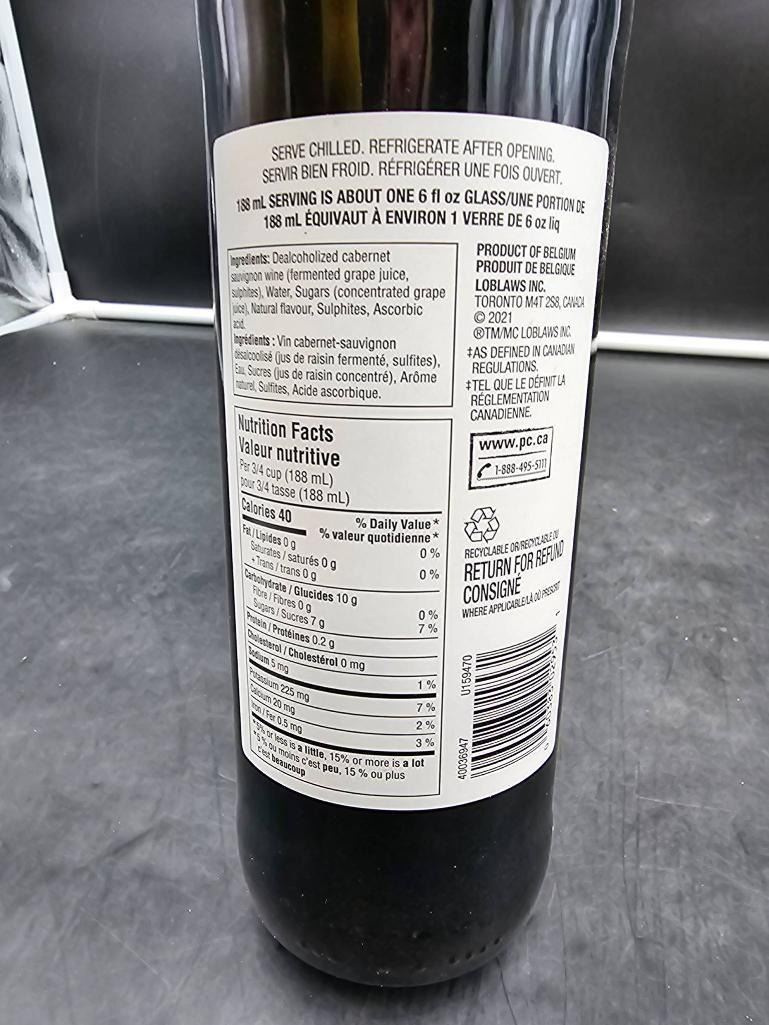 SERVE CHILLED. REFRIGERATE AFTER OPENING.
SERVIR BIEN FROID. RÉFRIGÉRER UNE FOIS OUVERT.
188 mL SERVING IS ABOUT ONE 6 fl oz GLASS/UNE PORTION DE
188 mL ÉQUIVAUT À ENVIRON 1 VERRE DE 6 oz liq
Ingredients: Dealcoholized cabernet
sauvignon wine (fermented grape juice,
sulphites), Water, Sugars (concentrated grape
juice), Natural flavour, Sulphites, Ascorbic
acid.
Ingrédients : Vin cabernet-sauvignon
désalcoolisé (jus de raisin fermenté, sulfites),
Eau, Sucres (jus de raisin concentré), Arôme
naturel, Sulfites, Acide ascorbique.
PRODUCT OF BELGIUM
PRODUIT DE BELGIQUE
LOBLAWS INC.
TORONTO M4T 2S8, CANADA
© 2021
®TM/MC LOBLAWS INC.
‡AS DEFINED IN CANADIAN
REGULATIONS.
‡TEL QUE LE DÉFINIT LA
RÉGLEMENTATION
CANADIENNE.
www.pc.ca
1-888-495-5111
RECYCLABLE OR/RECYCLABLE OU
RETURN FOR REFUND
CONSIGNÉ
WHERE APPLICABLE/LÀ OÙ PRESCRIT
Nutrition Facts
Valeur nutritive
Per 3/4 cup (188 mL)
pour 3/4 tasse (188 mL)
Calories 40
% Daily Value*
% valeur quotidienne*
Fat / Lipides 0 g 0 %
Saturates / saturés 0 g
+ Trans / trans 0 g 0 %
Carbohydrate / Glucides 10 g
Fibre / Fibres 0 g 0 %
Sugars / Sucres 7 g 7 %
Protein / Protéines 0.2 g
Cholesterol / Cholestérol 0 mg
Sodium 5 mg 1 %
Potassium 225 mg 7 %
Calcium 20 mg 2 %
Iron / Fer 0.5 mg 3 %
*5% or less is a little, 15% or more is a lot
*5 % ou moins c'est peu, 15 % ou plus
c'est beaucoup
U159470
40036947